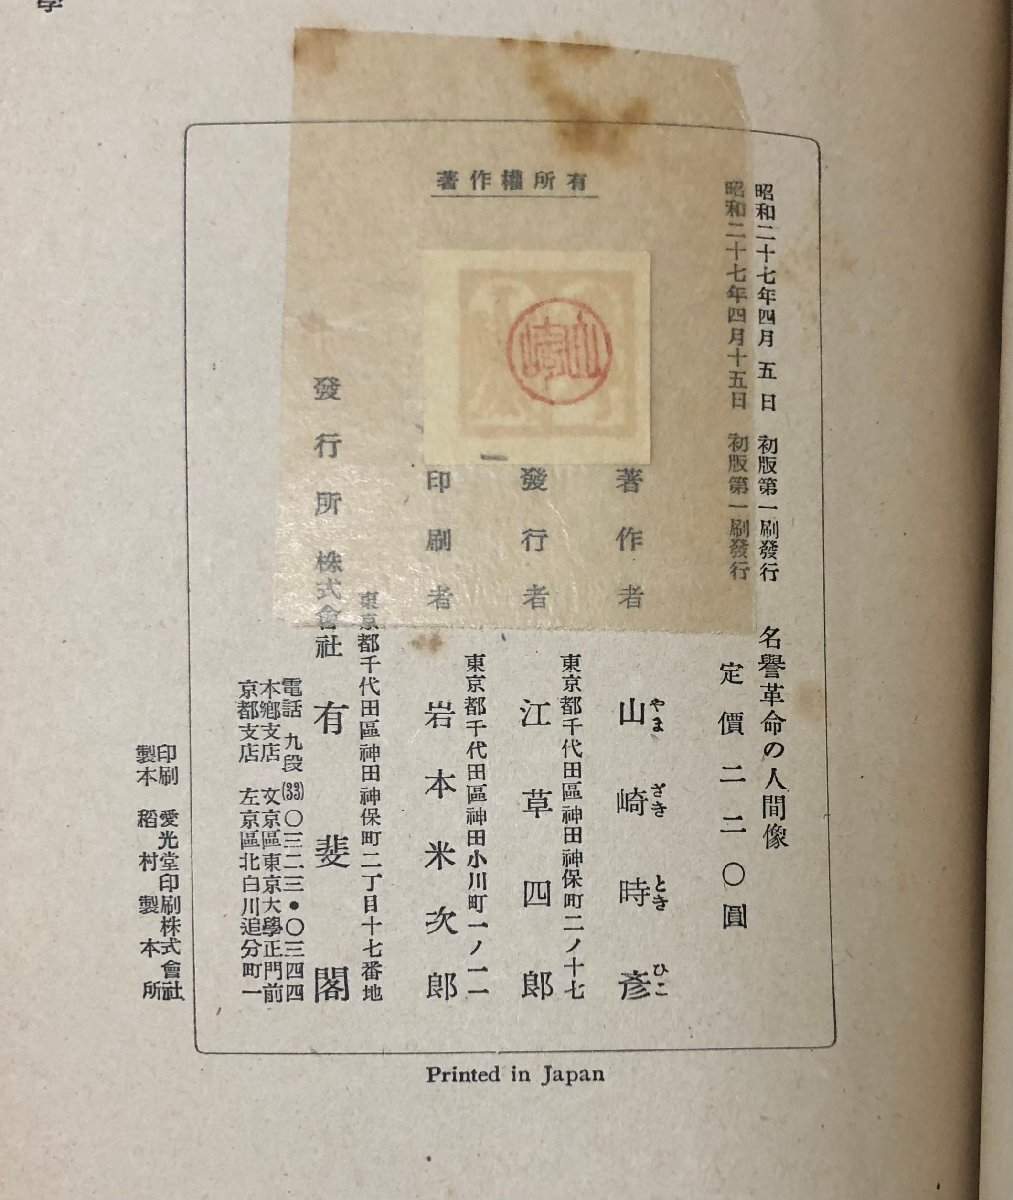 學
著作權所有
昭和二十七年四月 五 日 初版第一刷發行
昭和二十七年四月十五日 初版第一刷發行
名譽革命の人間像
定價二二〇圓
著作者 山崎時彥
やまざきときひこ
東京都千代田區神田神保町二ノ十七
發行者 江草四郎
東京都千代田區神田小川町一ノ一一
印刷者 岩本米次郎
東京都千代田區神田神保町二丁目十七番地
發行所 株式會社 有斐閣
電話 九段(33)〇三二三・〇三四四
本鄕支店 文京區東京大學正門前
京都支店 左京區北白川追分町一
印刷 愛光堂印刷株式會社
製本 稻村製本所
山崎
Printed in Japan